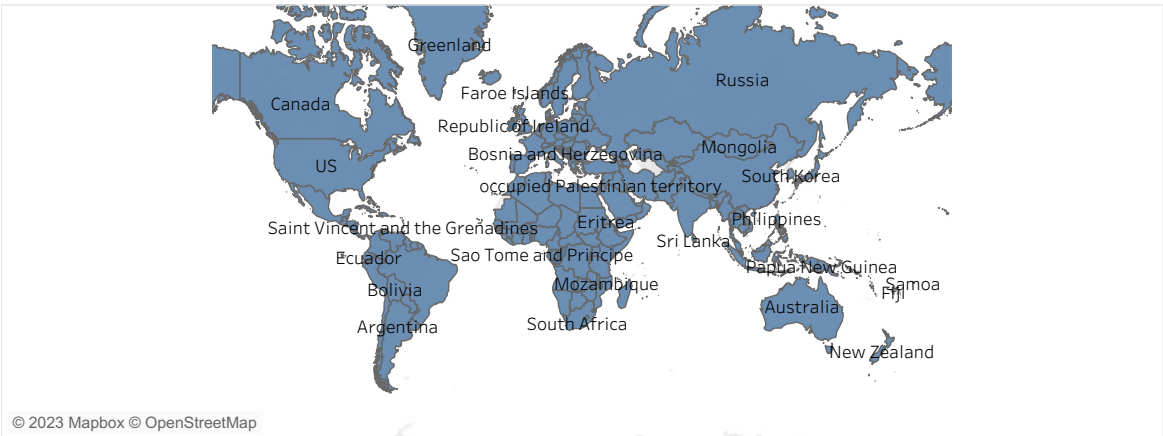 Greenland
Russia
Faroe Islands
Canada
Republic of Ireland
Mongolia
Bosnia and Herzegovina
US
South Korea
occupied Palestinian territory
Philippines
Eritrea
Saint Vincent and the Grenadines
Sri Lanka
Sao Tome and Principe
Ecuador
Papua New Guinea
Mozambique
Samoa
Bolivia
Fiji
Australia
South Africa
Argentina
New Zealand
© 2023 Mapbox © OpenStreetMap